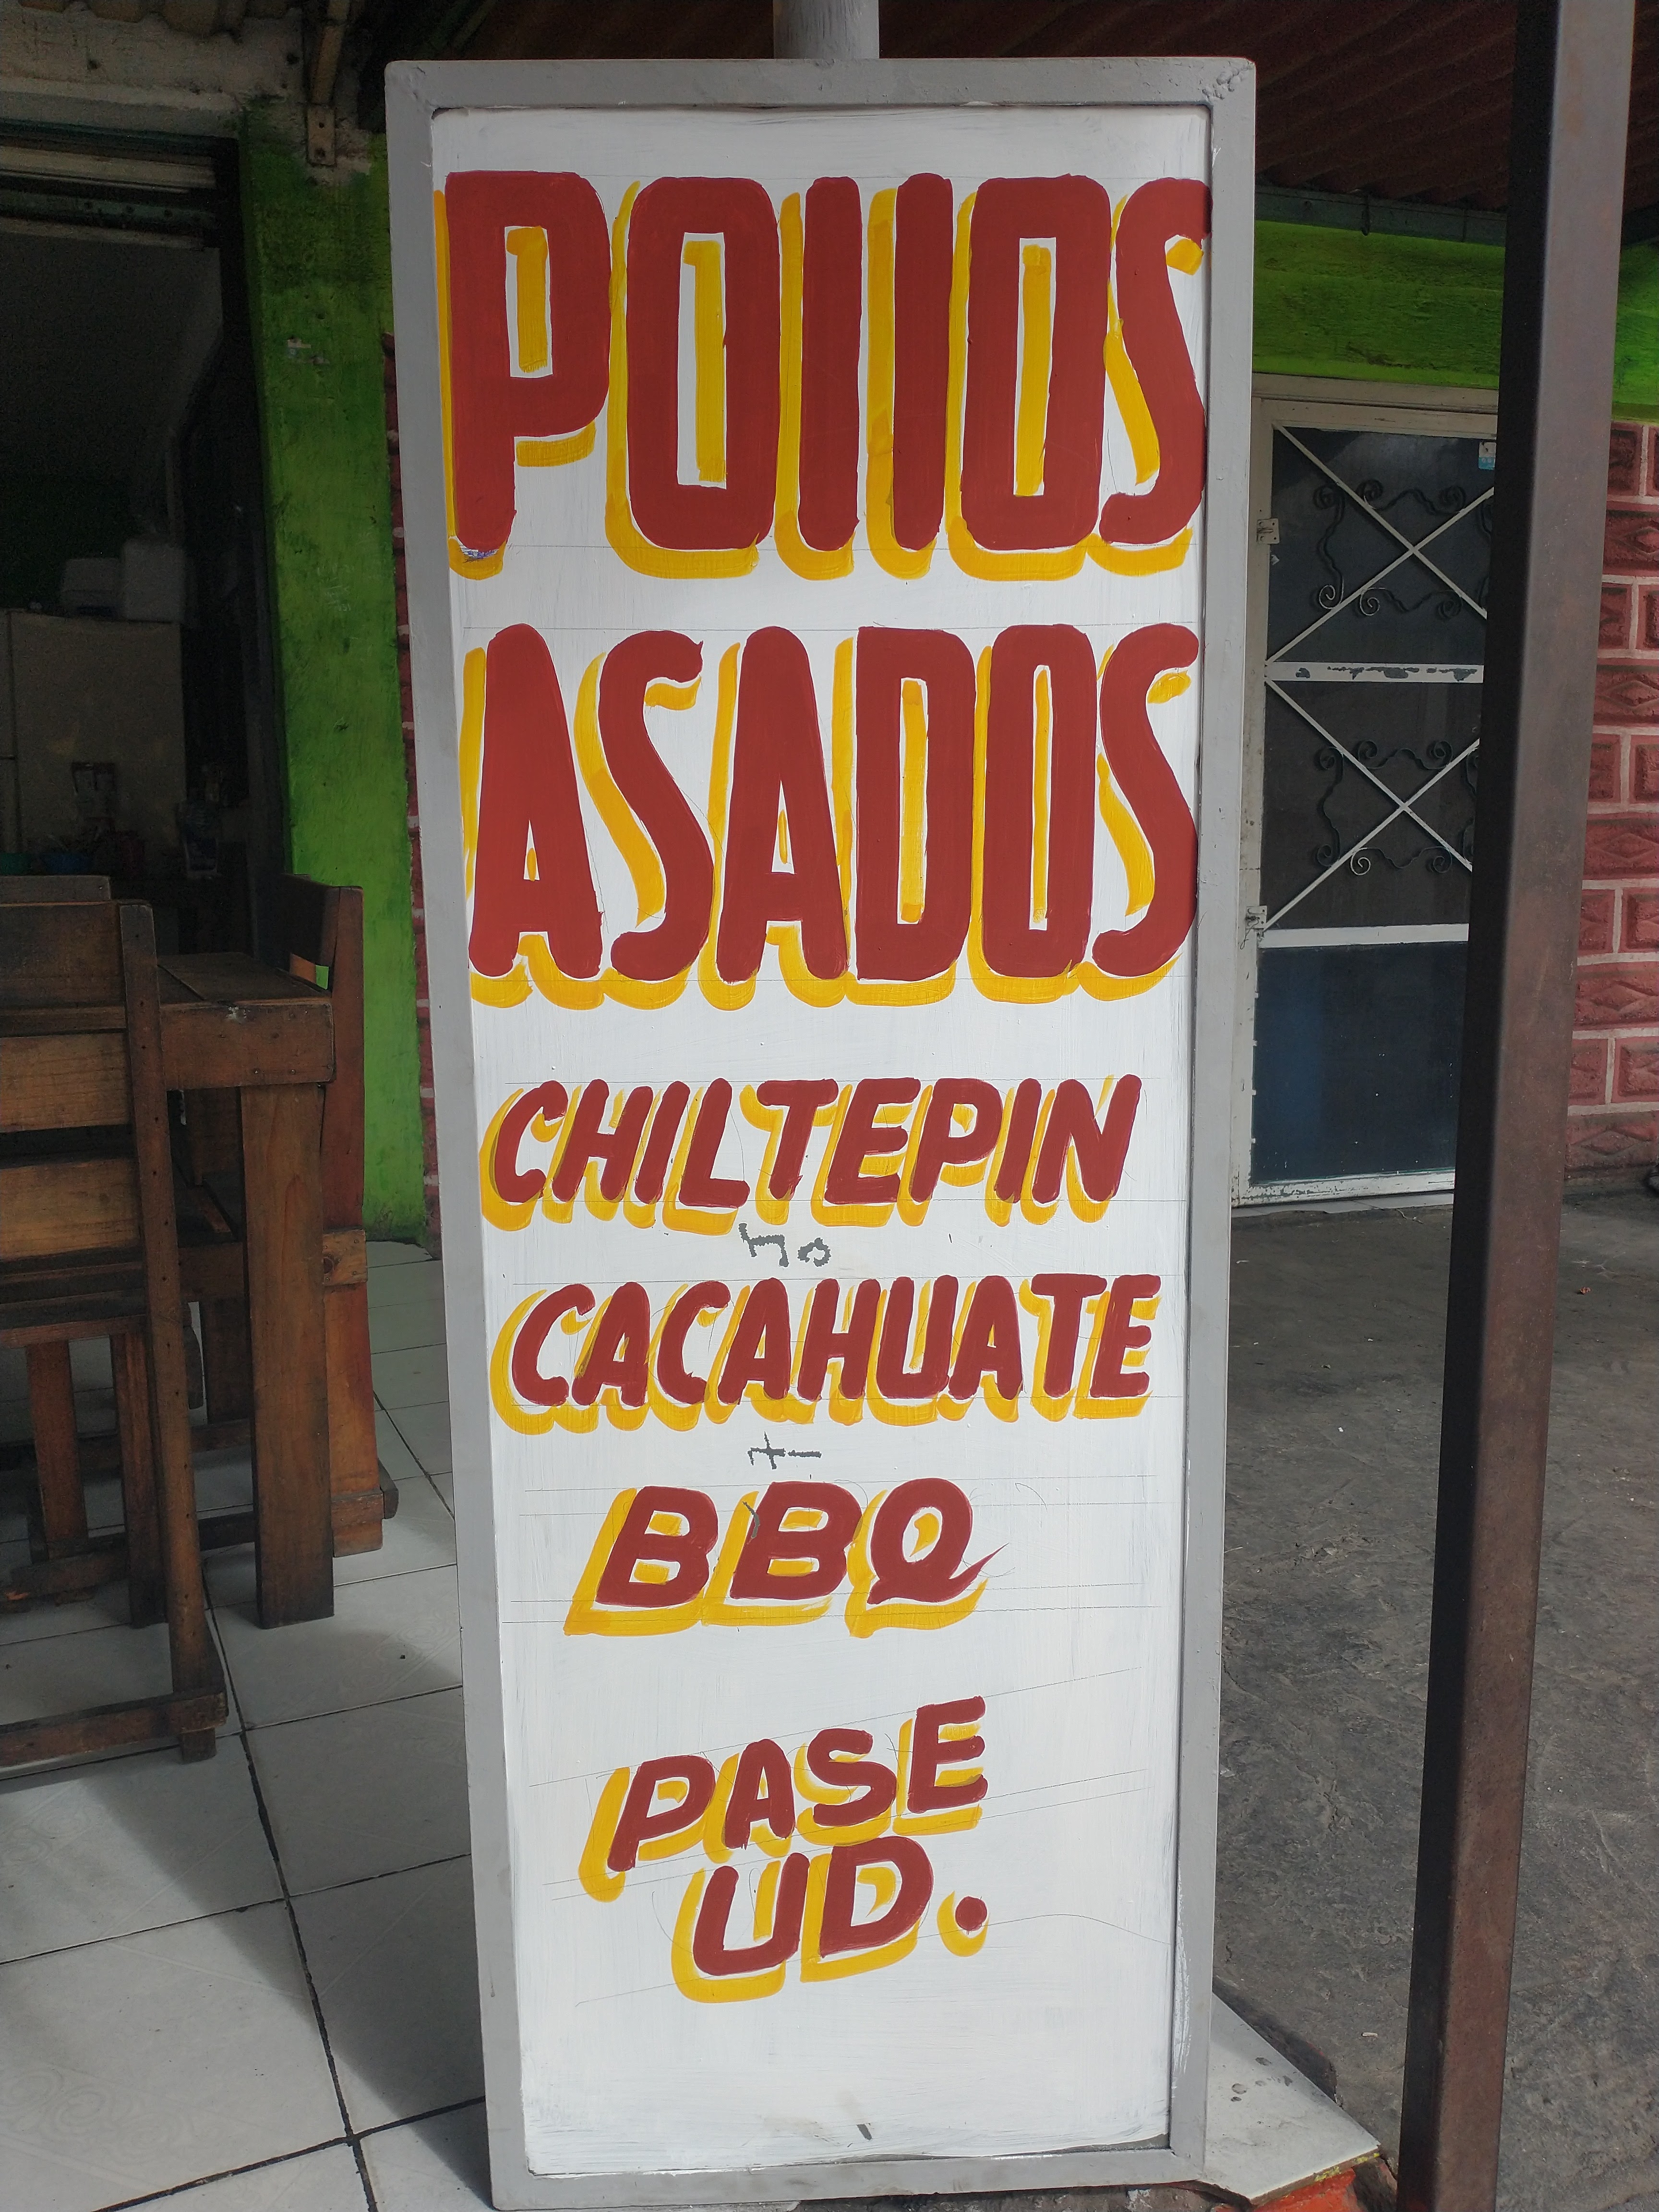 POllOS
ASADOS
CHILTEPIN
CACAHUATE
BBQ
PASE
UD.